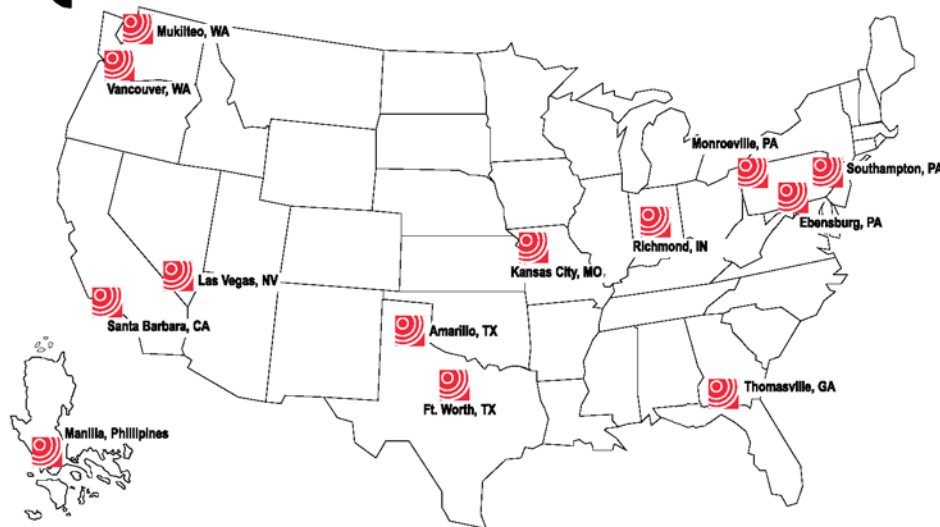 Mukilteo, WA
Vancouver, WA
Monroeville, PA
Southampton, PA
Ebensburg, PA
Richmond, IN
Kansas City, MO
Las Vegas, NV
Santa Barbara, CA
Amarillo, TX
Ft. Worth, TX
Thomasville, GA
Manilla, Phillipines